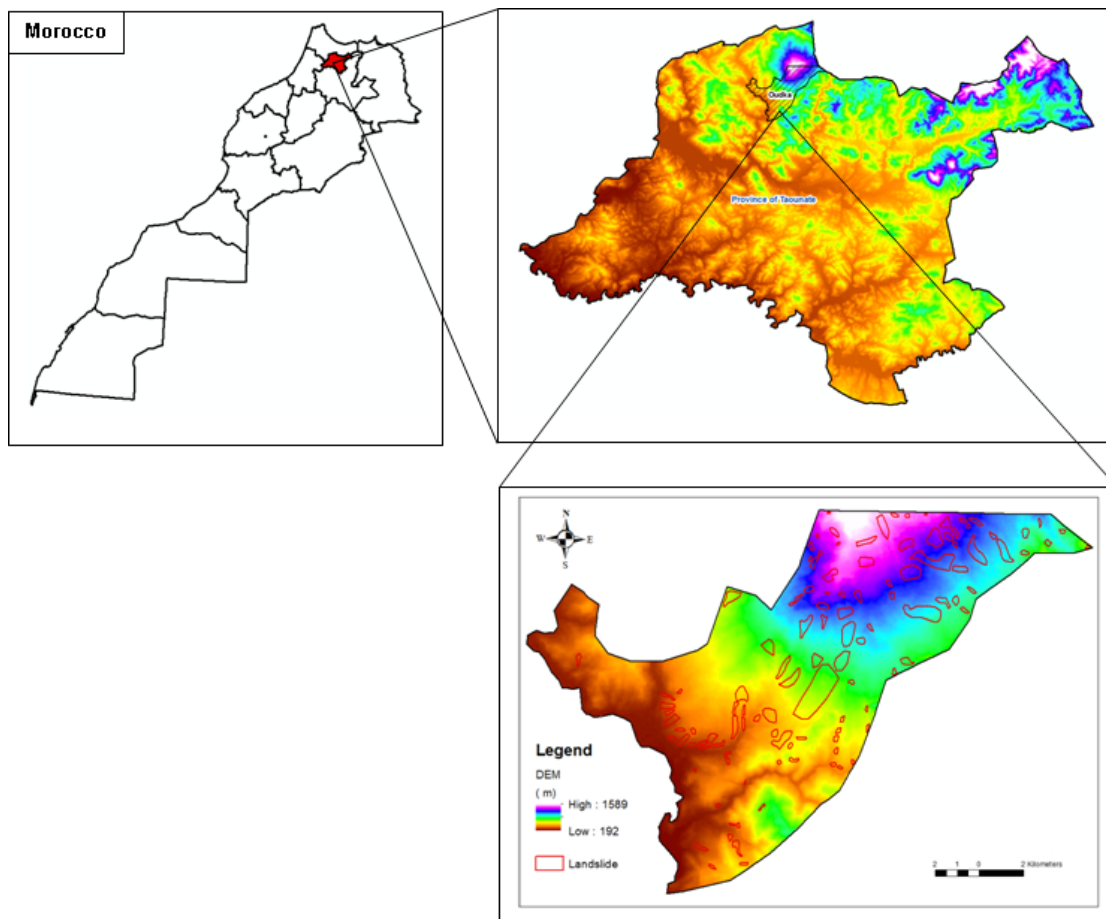 Morocco
Oudka
Province of Taounate
N
W E
S
Legend
DEM
( m)
High : 1589
Low : 192
Landslide
2 1 0 2 Kilometers